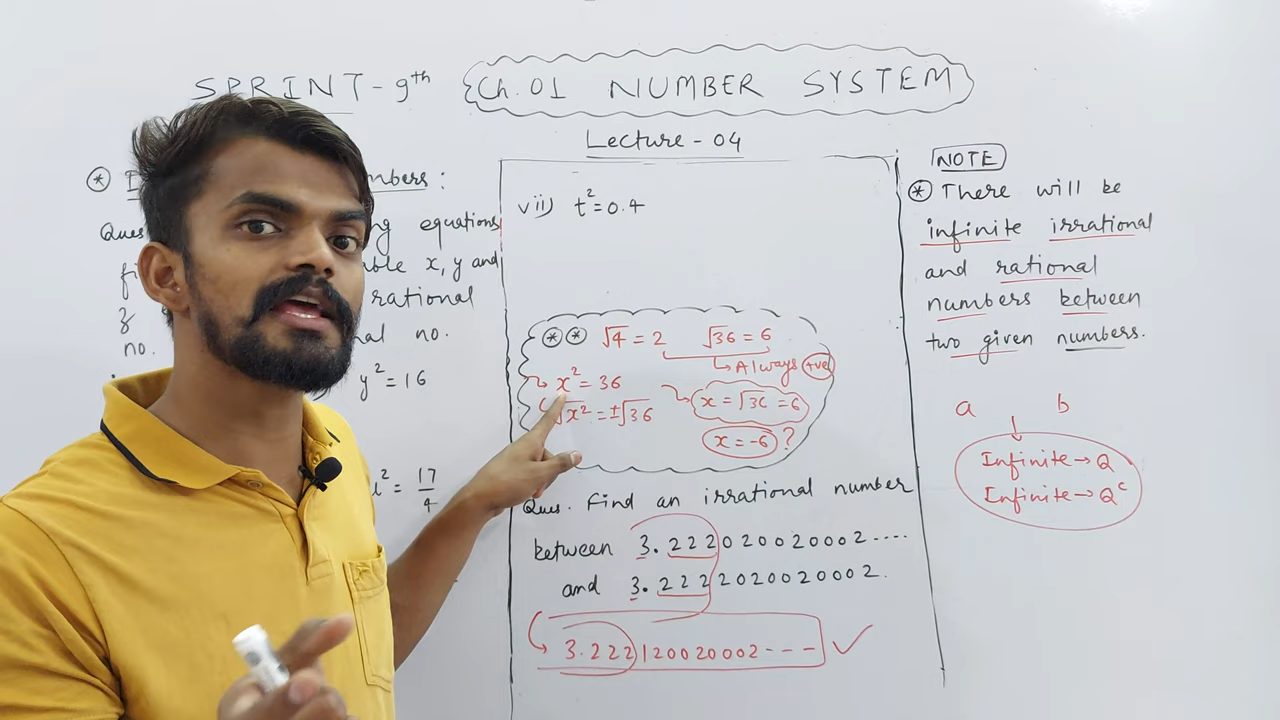 SPRINT-9th Ch. 01 NUMBER SYSTEM
Lecture - 04
mbers :
Ques
ng equations
ble x, y and
rational
z
al no.
no.
y² = 16
u² = 17/4
vii) t² = 0.4
√4 = 2 √36 = 6
Always +ve
x² = 36
√x² = ±√36
x = √36 = 6
x = -6 ?
Ques. Find an irrational number
between 3.222020020002....
and 3.2222020020002.
3.222120020002---
NOTE
There will be
infinite irrational
and rational
numbers between
two given numbers.
a b
Infinite → Q
Infinite → Qᶜ